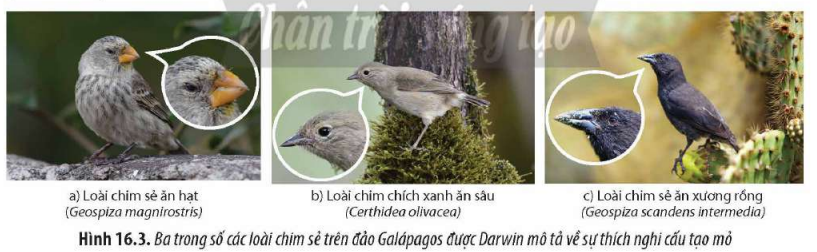 Chân trời sáng tạo
a) Loài chim sẻ ăn hạt
(Geospiza magnirostris)
b) Loài chim chích xanh ăn sâu
(Certhidea olivacea)
c) Loài chim sẻ ăn xương rồng
(Geospiza scandens intermedia)
Hình 16.3. Ba trong số các loài chim sẻ trên đảo Galápagos được Darwin mô tả về sự thích nghi cấu tạo mỏ